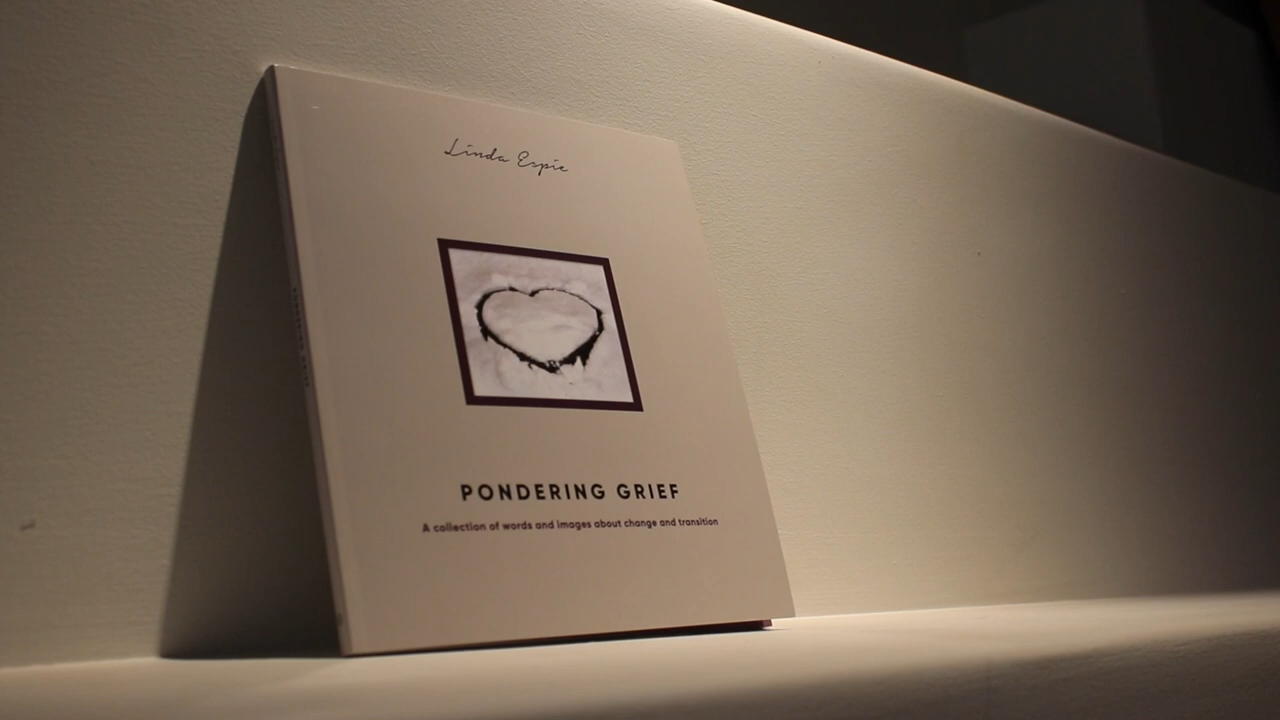 Linda Espie
PONDERING GRIEF
A collection of words and images about change and transition